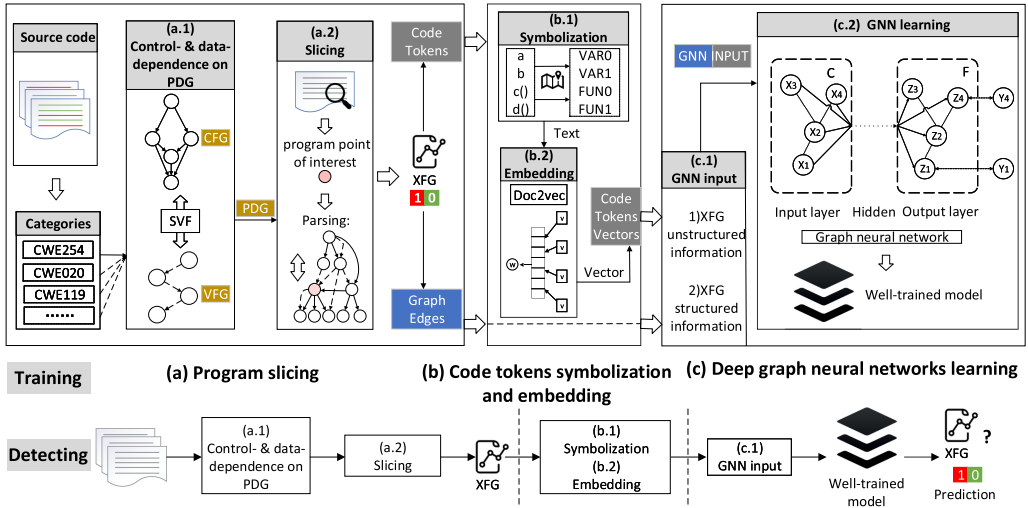 Source code
Categories
CWE254
CWE020
CWE119
······
(a.1)
Control- & data-
dependence on
PDG
CFG
SVF
VFG
PDG
(a.2)
Slicing
program point
of interest
Parsing:
Code
Tokens
XFG
1 0
Graph
Edges
(b.1)
Symbolization
a VAR0
b VAR1
c() FUN0
d() FUN1
Text
(b.2)
Embedding
Doc2vec
w
v
v
v
v
Vector
Code
Tokens
Vectors
GNN INPUT
(c.1)
GNN input
1)XFG
unstructured
information
2)XFG
structured
information
(c.2) GNN learning
C
X3
X4
X2
X1
F
Z3
Z4
Z2
Z1
Y4
Y1
Input layer Hidden Output layer
Graph neural network
Well-trained model
Training
(a) Program slicing
(b) Code tokens symbolization
and embedding
(c) Deep graph neural networks learning
Detecting
(a.1)
Control- & data-
dependence on
PDG
(a.2)
Slicing
XFG
(b.1)
Symbolization
(b.2)
Embedding
(c.1)
GNN input
Well-trained
model
?
XFG
1 0
Prediction